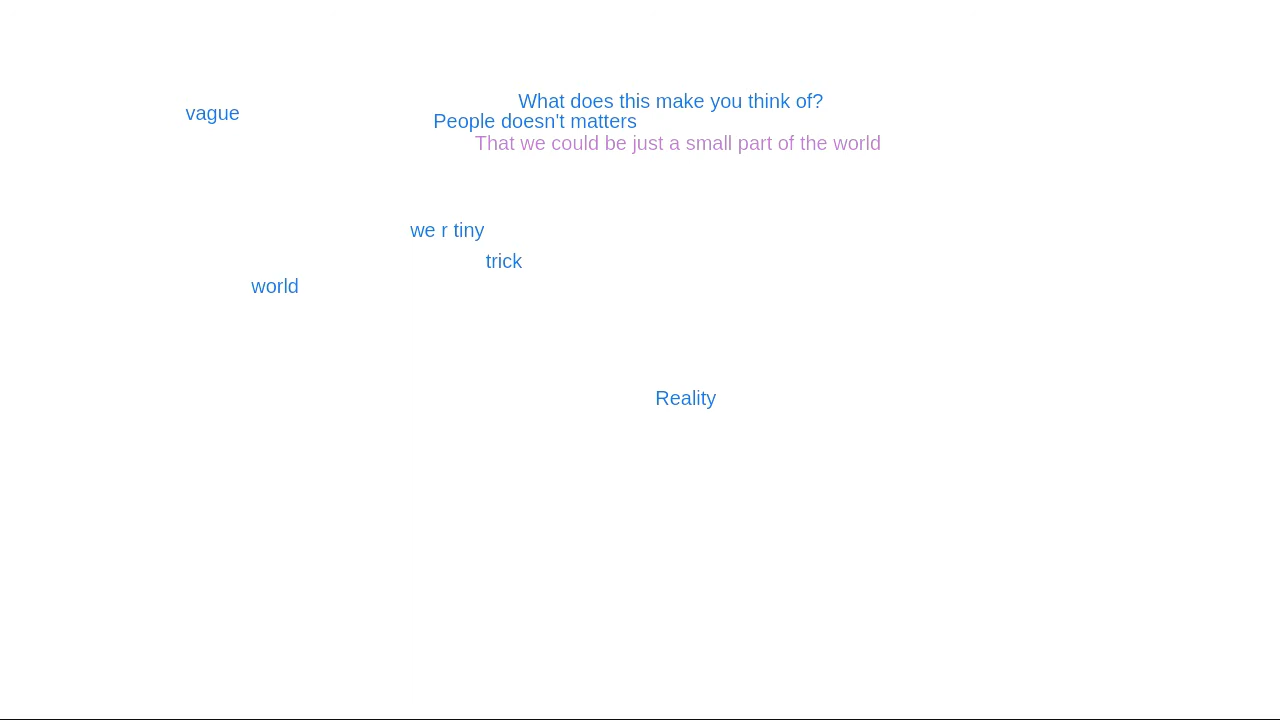 What does this make you think of?
vague
People doesn't matters
That we could be just a small part of the world
we r tiny
trick
world
Reality